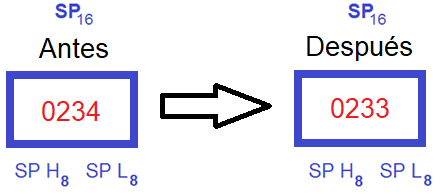 SP16
Antes
0234
SP H8 SP L8
SP16
Después
0233
SP H8 SP L8